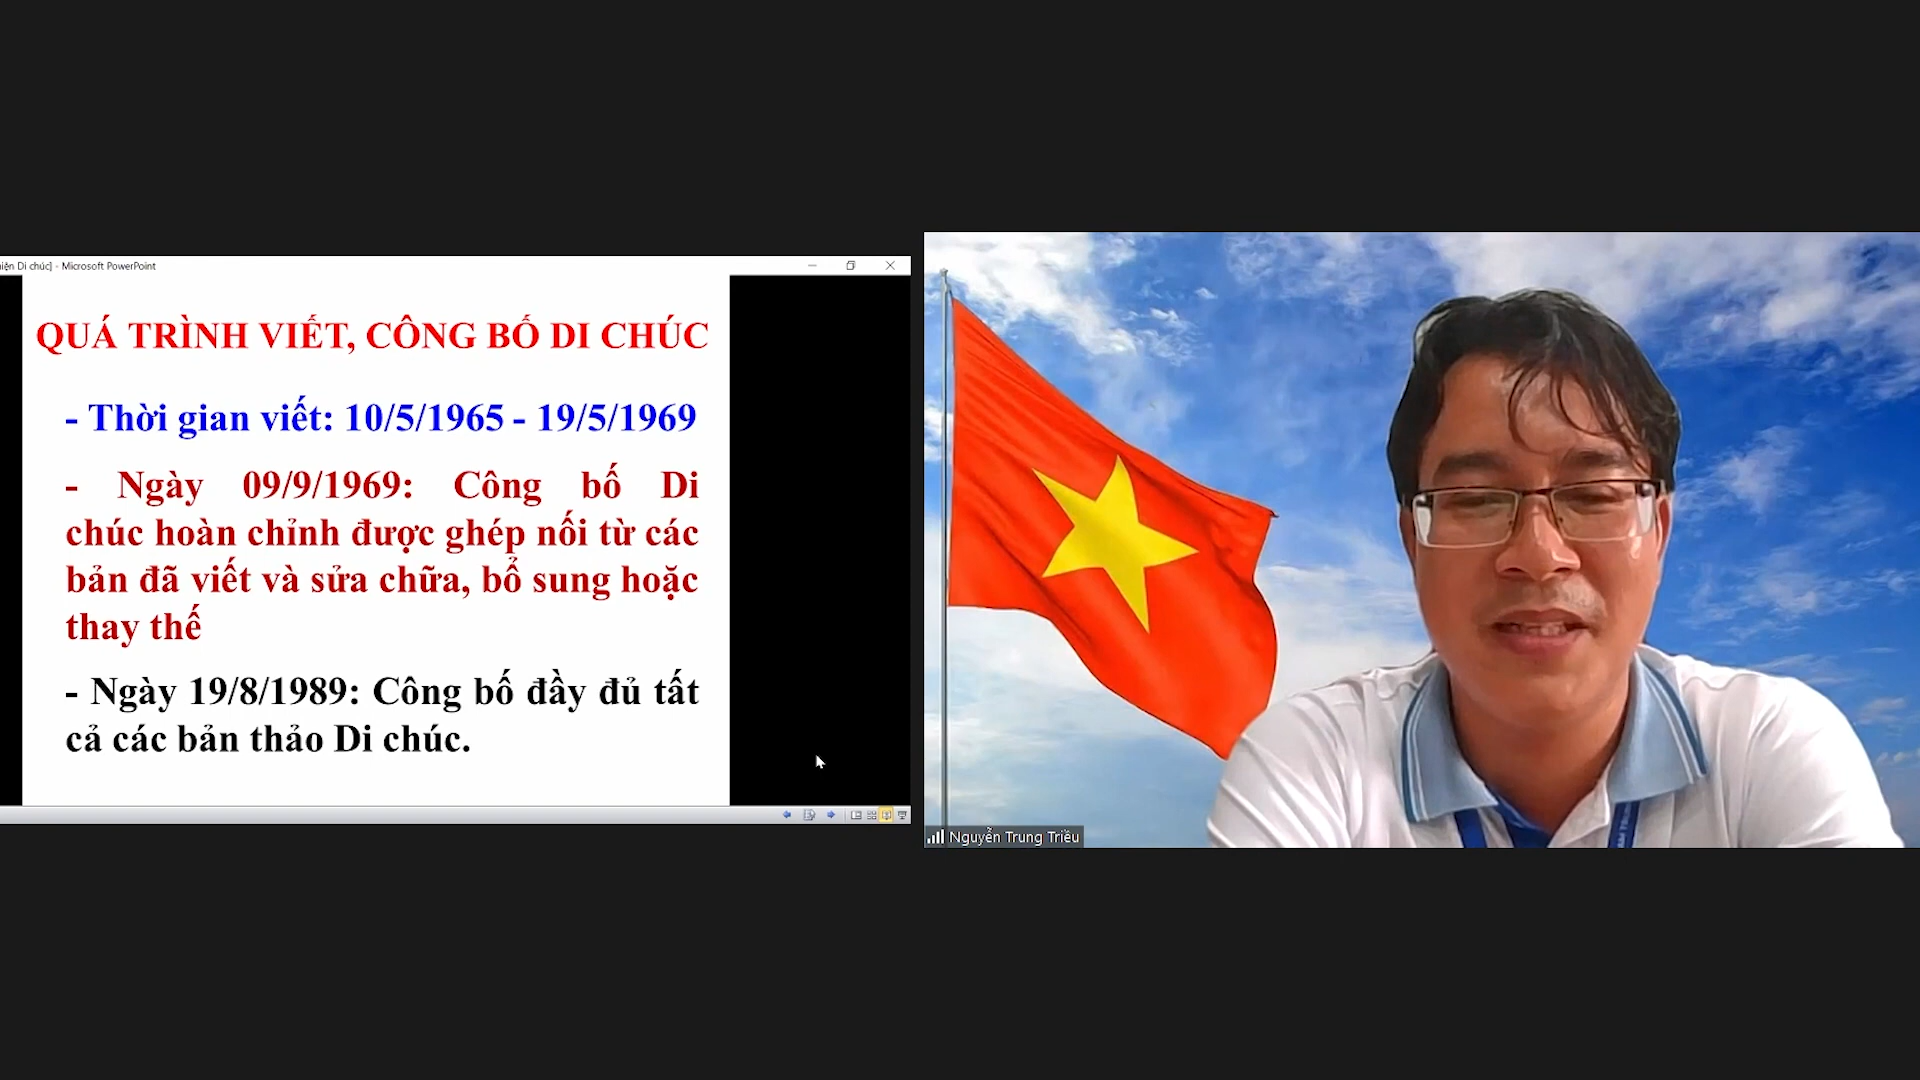 iện Di chúc] - Microsoft PowerPoint
QUÁ TRÌNH VIẾT, CÔNG BỐ DI CHÚC
- Thời gian viết: 10/5/1965 - 19/5/1969
- Ngày 09/9/1969: Công bố Di
chúc hoàn chỉnh được ghép nối từ các
bản đã viết và sửa chữa, bổ sung hoặc
thay thế
- Ngày 19/8/1989: Công bố đầy đủ tất
cả các bản thảo Di chúc.
Nguyễn Trung Triều